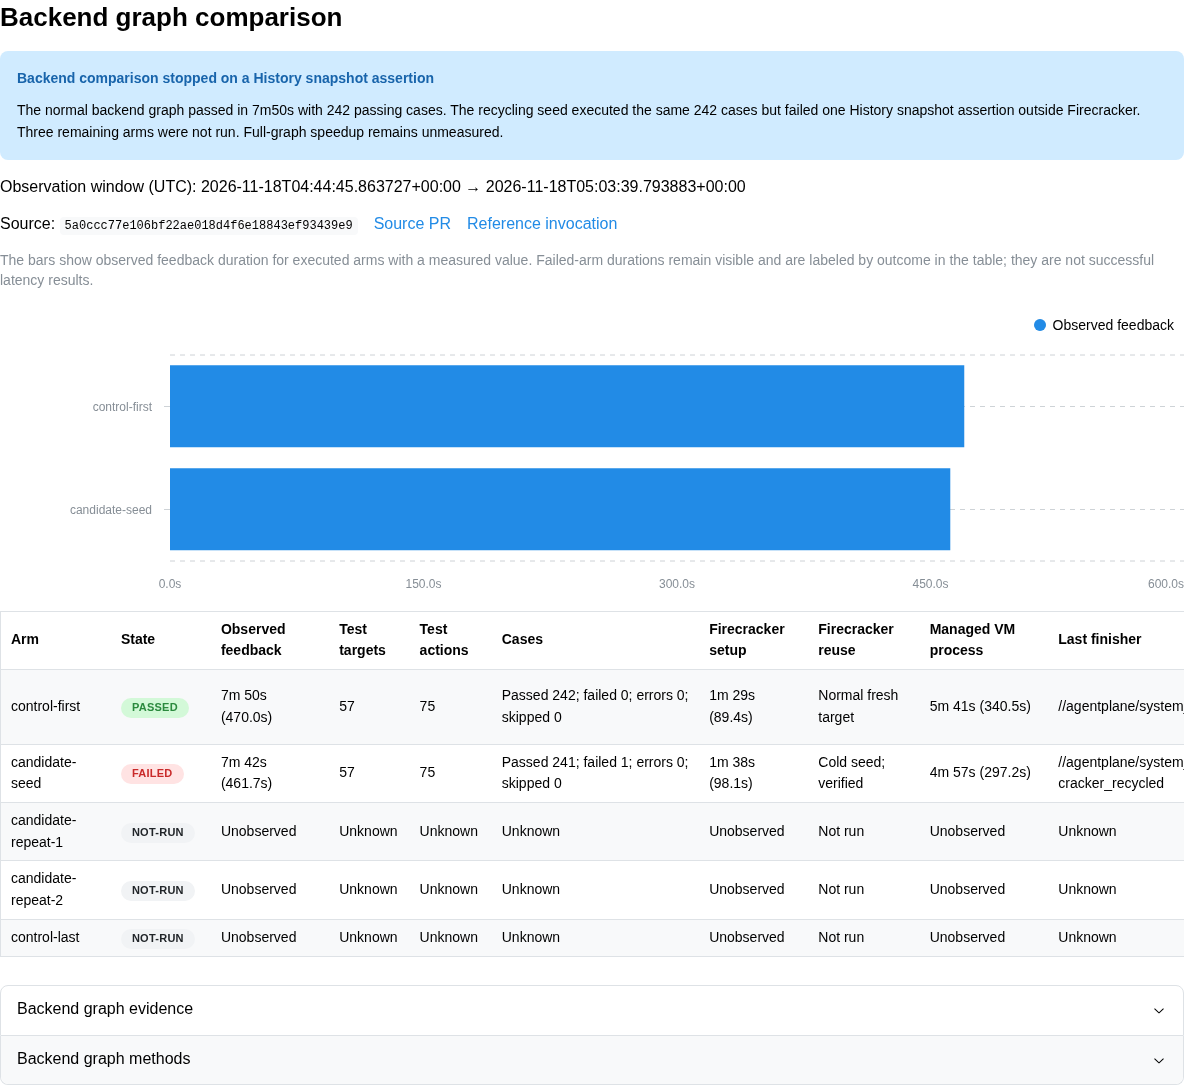 Backend graph comparison
Backend comparison stopped on a History snapshot assertion
The normal backend graph passed in 7m50s with 242 passing cases. The recycling seed executed the same 242 cases but failed one History snapshot assertion outside Firecracker.
Three remaining arms were not run. Full-graph speedup remains unmeasured.
Observation window (UTC): 2026-11-18T04:44:45.863727+00:00 → 2026-11-18T05:03:39.793883+00:00
Source: 5a0ccc77e106bf22ae018d4f6e18843ef93439e9 Source PR Reference invocation
The bars show observed feedback duration for executed arms with a measured value. Failed-arm durations remain visible and are labeled by outcome in the table; they are not successful
latency results.
Observed feedback
control-first
candidate-seed
0.0s 150.0s 300.0s 450.0s 600.0s
Arm State Observed feedback Test targets Test actions Cases Firecracker setup Firecracker reuse Managed VM process Last finisher
control-first PASSED 7m 50s (470.0s) 57 75 Passed 242; failed 0; errors 0; skipped 0 1m 29s (89.4s) Normal fresh target 5m 41s (340.5s) //agentplane/system_
candidate-seed FAILED 7m 42s (461.7s) 57 75 Passed 241; failed 1; errors 0; skipped 0 1m 38s (98.1s) Cold seed; verified 4m 57s (297.2s) //agentplane/system_ cracker_recycled
candidate-repeat-1 NOT-RUN Unobserved Unknown Unknown Unknown Unobserved Not run Unobserved Unknown
candidate-repeat-2 NOT-RUN Unobserved Unknown Unknown Unknown Unobserved Not run Unobserved Unknown
control-last NOT-RUN Unobserved Unknown Unknown Unknown Unobserved Not run Unobserved Unknown
Backend graph evidence
Backend graph methods